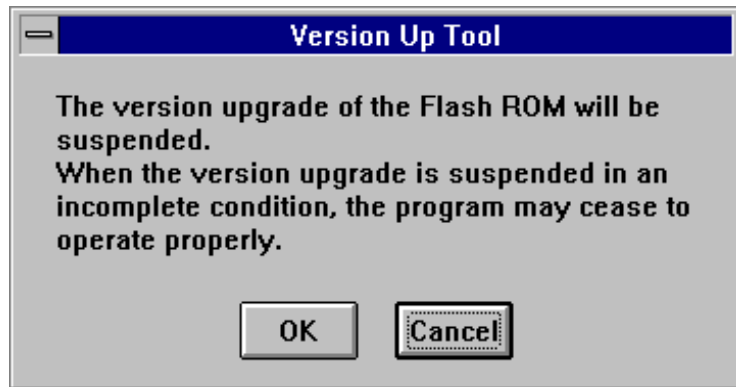 Version Up Tool
The version upgrade of the Flash ROM will be
suspended.
When the version upgrade is suspended in an
incomplete condition, the program may cease to
operate properly.
OK Cancel